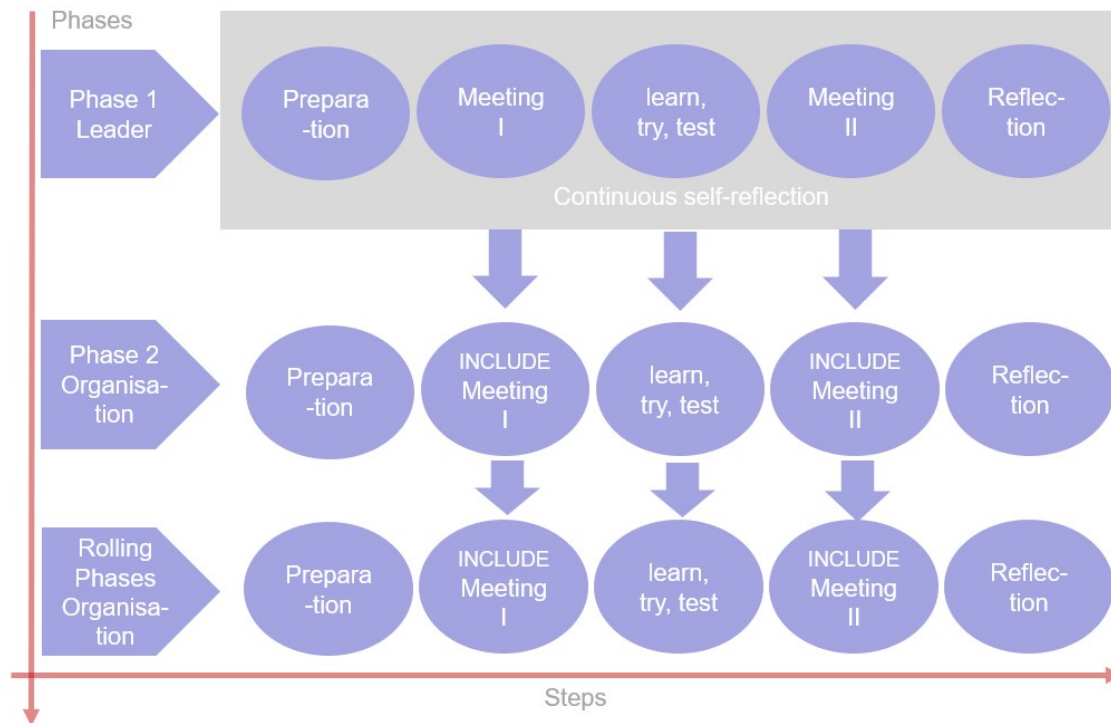 Phases
Phase 1
Leader
Prepara
-tion
Meeting
I
learn,
try, test
Meeting
II
Reflec-
tion
Continuous self-reflection
Phase 2
Organisa-
tion
Prepara
-tion
INCLUDE
Meeting
I
learn,
try, test
INCLUDE
Meeting
II
Reflec-
tion
Rolling
Phases
Organisa-
tion
Prepara
-tion
INCLUDE
Meeting
I
learn,
try, test
INCLUDE
Meeting
II
Reflec-
tion
Steps